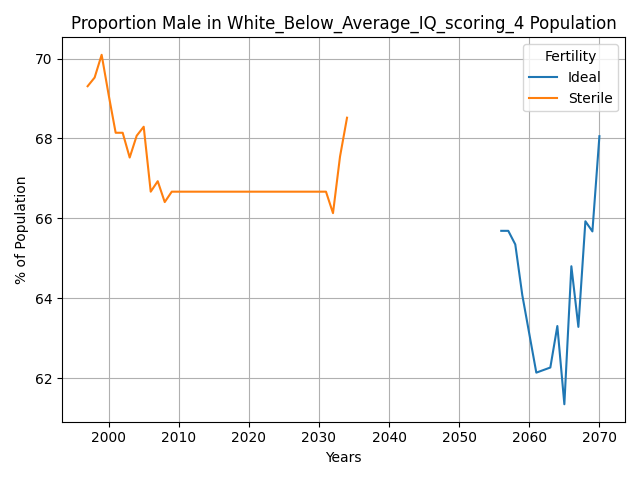 Proportion Male in White_Below_Average_IQ_scoring_4 Population
Fertility
Ideal
Sterile
% of Population
70
68
66
64
62
2000 2010 2020 2030 2040 2050 2060 2070
Years